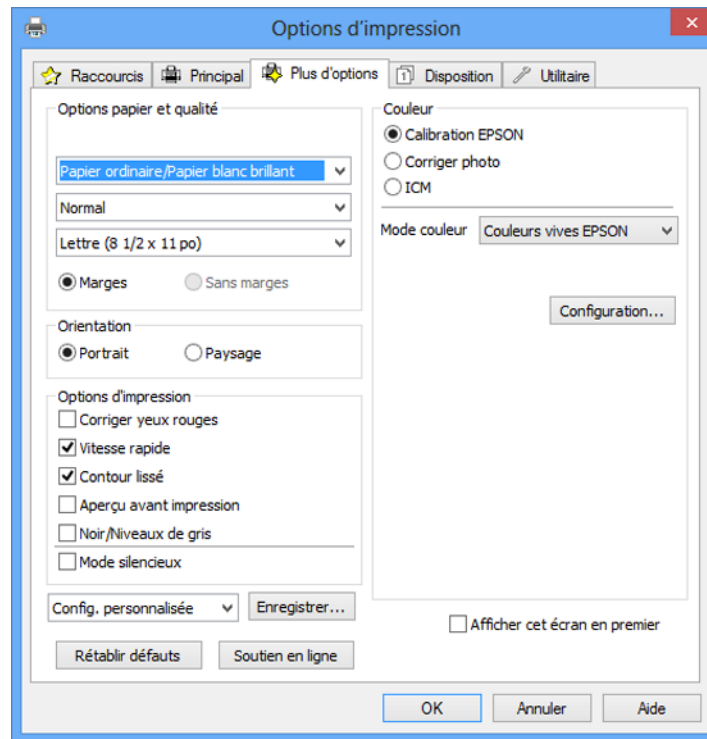 Options d'impression
Raccourcis Principal Plus d'options Disposition Utilitaire
Options papier et qualité
Papier ordinaire/Papier blanc brillant
Normal
Lettre (8 1/2 x 11 po)
Marges Sans marges
Orientation
Portrait Paysage
Options d'impression
Corriger yeux rouges
Vitesse rapide
Contour lissé
Aperçu avant impression
Noir/Niveaux de gris
Mode silencieux
Config. personnalisée Enregistrer...
Rétablir défauts Soutien en ligne
Couleur
Calibration EPSON
Corriger photo
ICM
Mode couleur Couleurs vives EPSON
Configuration...
Afficher cet écran en premier
OK Annuler Aide